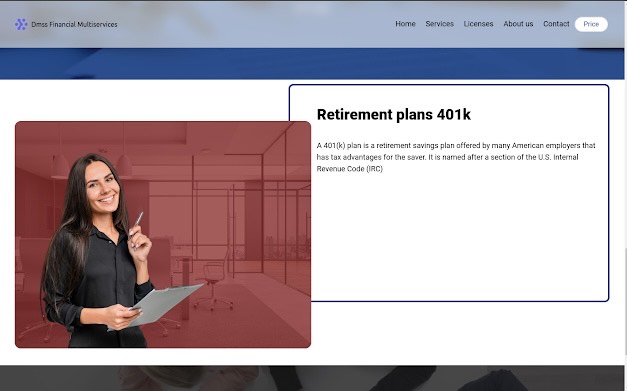 Dmss Financial Multiservices
Home Services Licenses About us Contact Price
Retirement plans 401k
A 401(k) plan is a retirement savings plan offered by many American employers that
has tax advantages for the saver. It is named after a section of the U.S. Internal
Revenue Code (IRC)